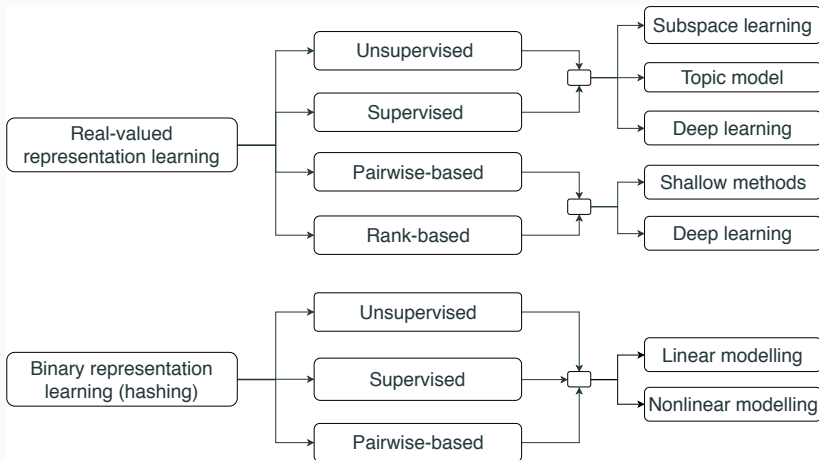 Real-valued
representation learning
Unsupervised
Supervised
Pairwise-based
Rank-based
Subspace learning
Topic model
Deep learning
Shallow methods
Deep learning
Binary representation
learning (hashing)
Unsupervised
Supervised
Pairwise-based
Linear modelling
Nonlinear modelling